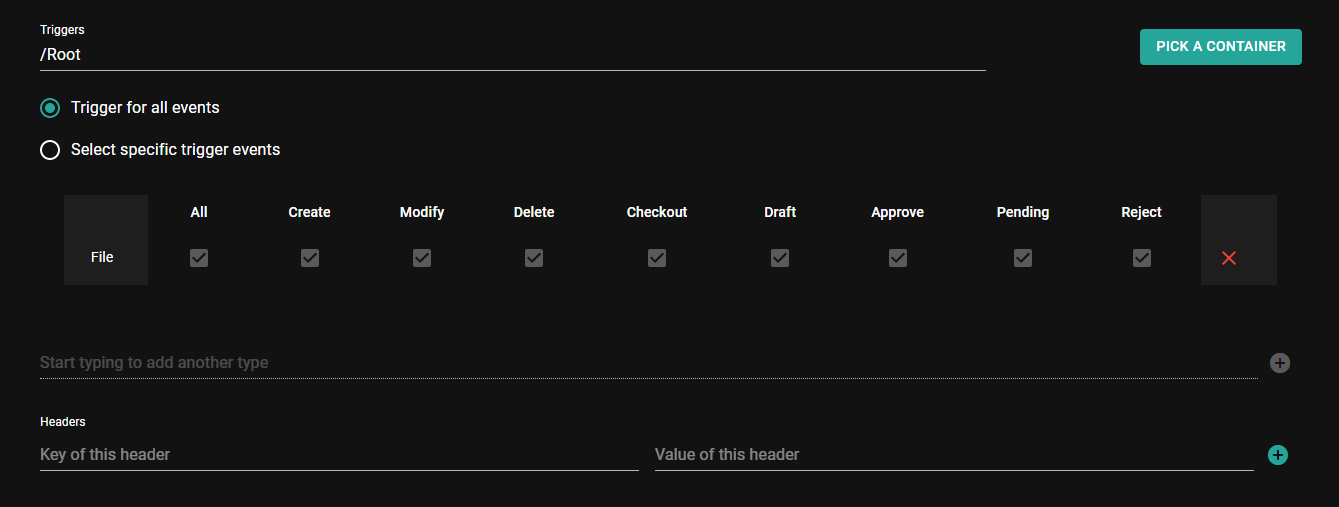 Triggers
/Root
PICK A CONTAINER
Trigger for all events
Select specific trigger events
All Create Modify Delete Checkout Draft Approve Pending Reject
File
Start typing to add another type
Headers
Key of this header Value of this header